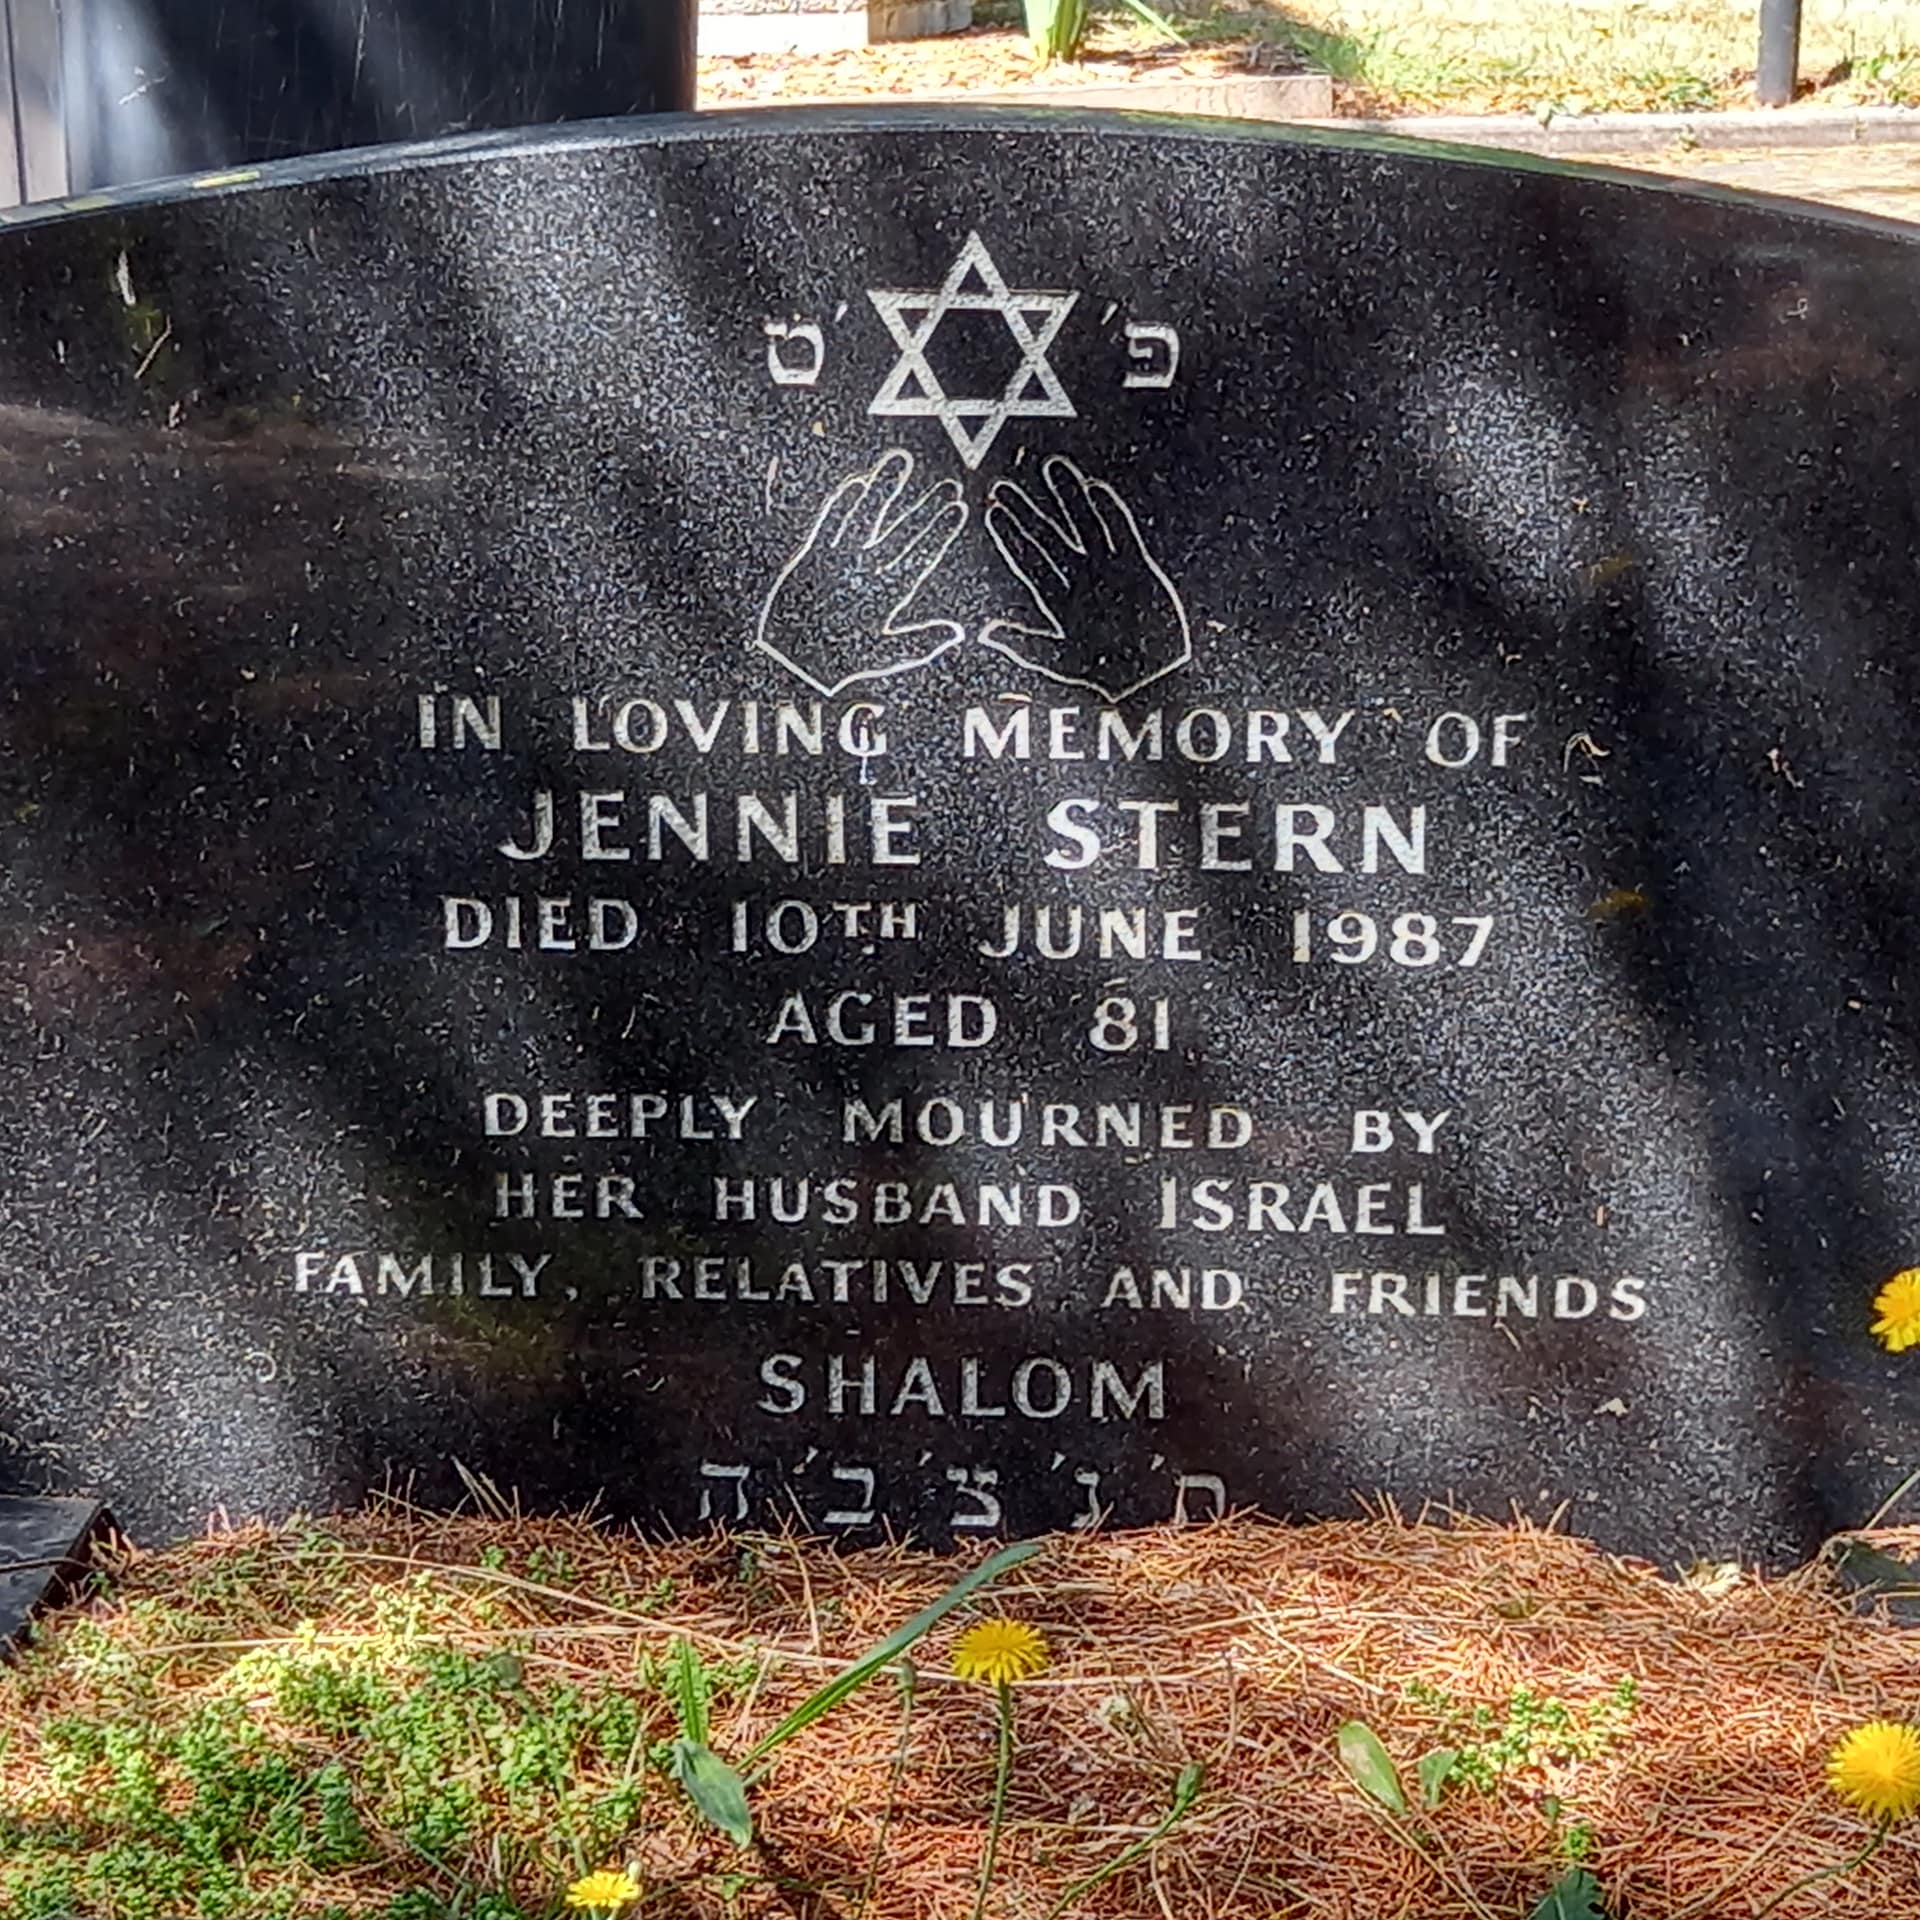 פ׳ ט׳
IN LOVING MEMORY OF
JENNIE STERN
DIED 10TH JUNE 1987
AGED 81
DEEPLY MOURNED BY
HER HUSBAND ISRAEL
FAMILY, RELATIVES AND FRIENDS
SHALOM
ת׳ נ׳ צ׳ ב׳ ה